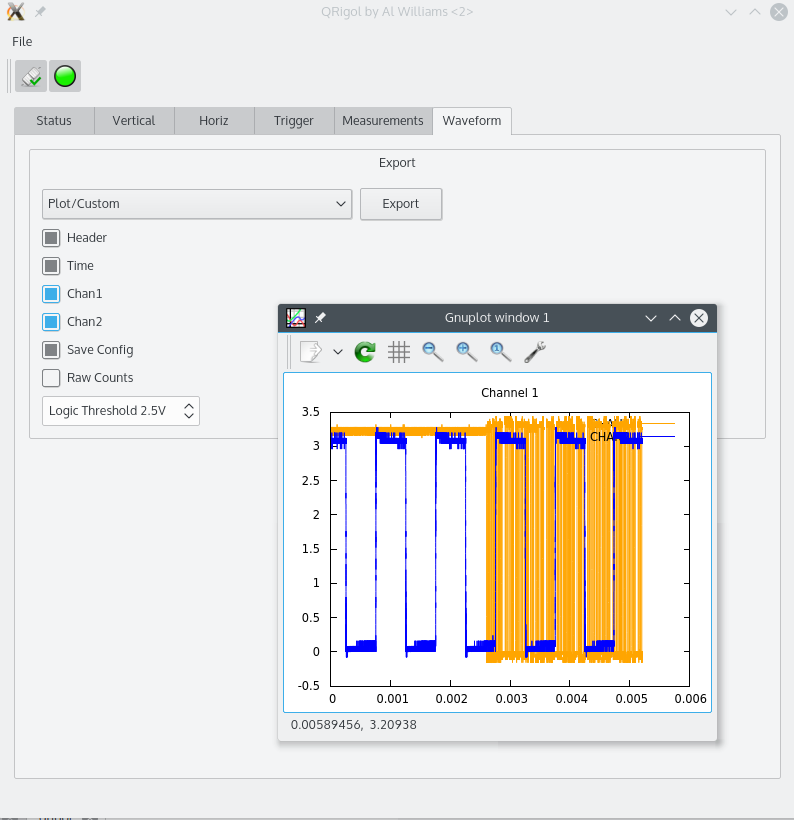 QRigol by Al Williams <2>
File
Status Vertical Horiz Trigger Measurements Waveform
Export
Plot/Custom Export
Header
Time
Chan1
Chan2
Save Config
Raw Counts
Logic Threshold 2.5V
Gnuplot window 1
Channel 1
3.5
3
2.5
2
1.5
1
0.5
0
-0.5
0 0.001 0.002 0.003 0.004 0.005 0.006
0.00589456, 3.20938